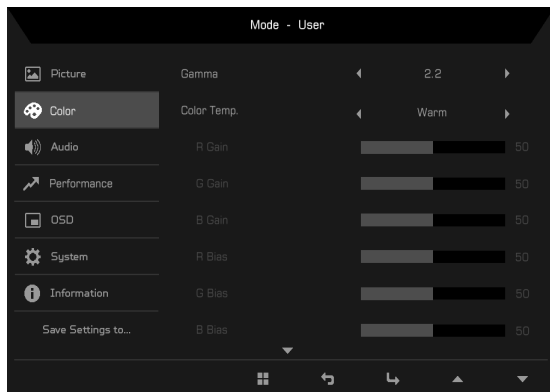 Mode - User
Picture
Gamma 2.2
Color
Color Temp. Warm
Audio
R Gain 50
Performance
G Gain 50
OSD
B Gain 50
System
R Bias 50
Information
G Bias 50
Save Settings to...
B Bias 50